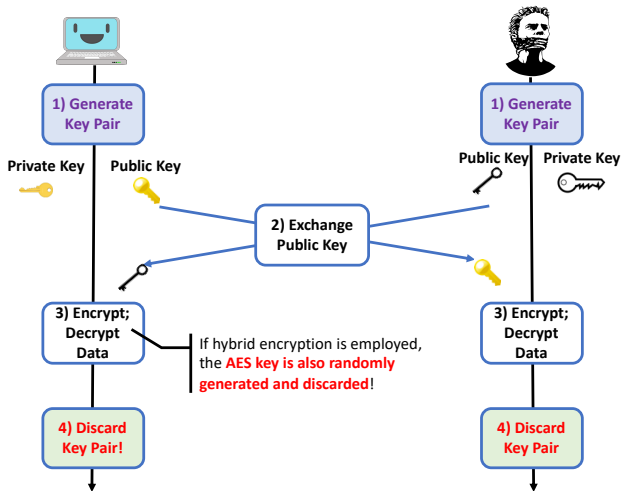 1) Generate
Key Pair
1) Generate
Key Pair
Private Key
Public Key
Public Key
Private Key
2) Exchange
Public Key
3) Encrypt;
Decrypt
Data
3) Encrypt;
Decrypt
Data
If hybrid encryption is employed,
the AES key is also randomly
generated and discarded!
4) Discard
Key Pair!
4) Discard
Key Pair